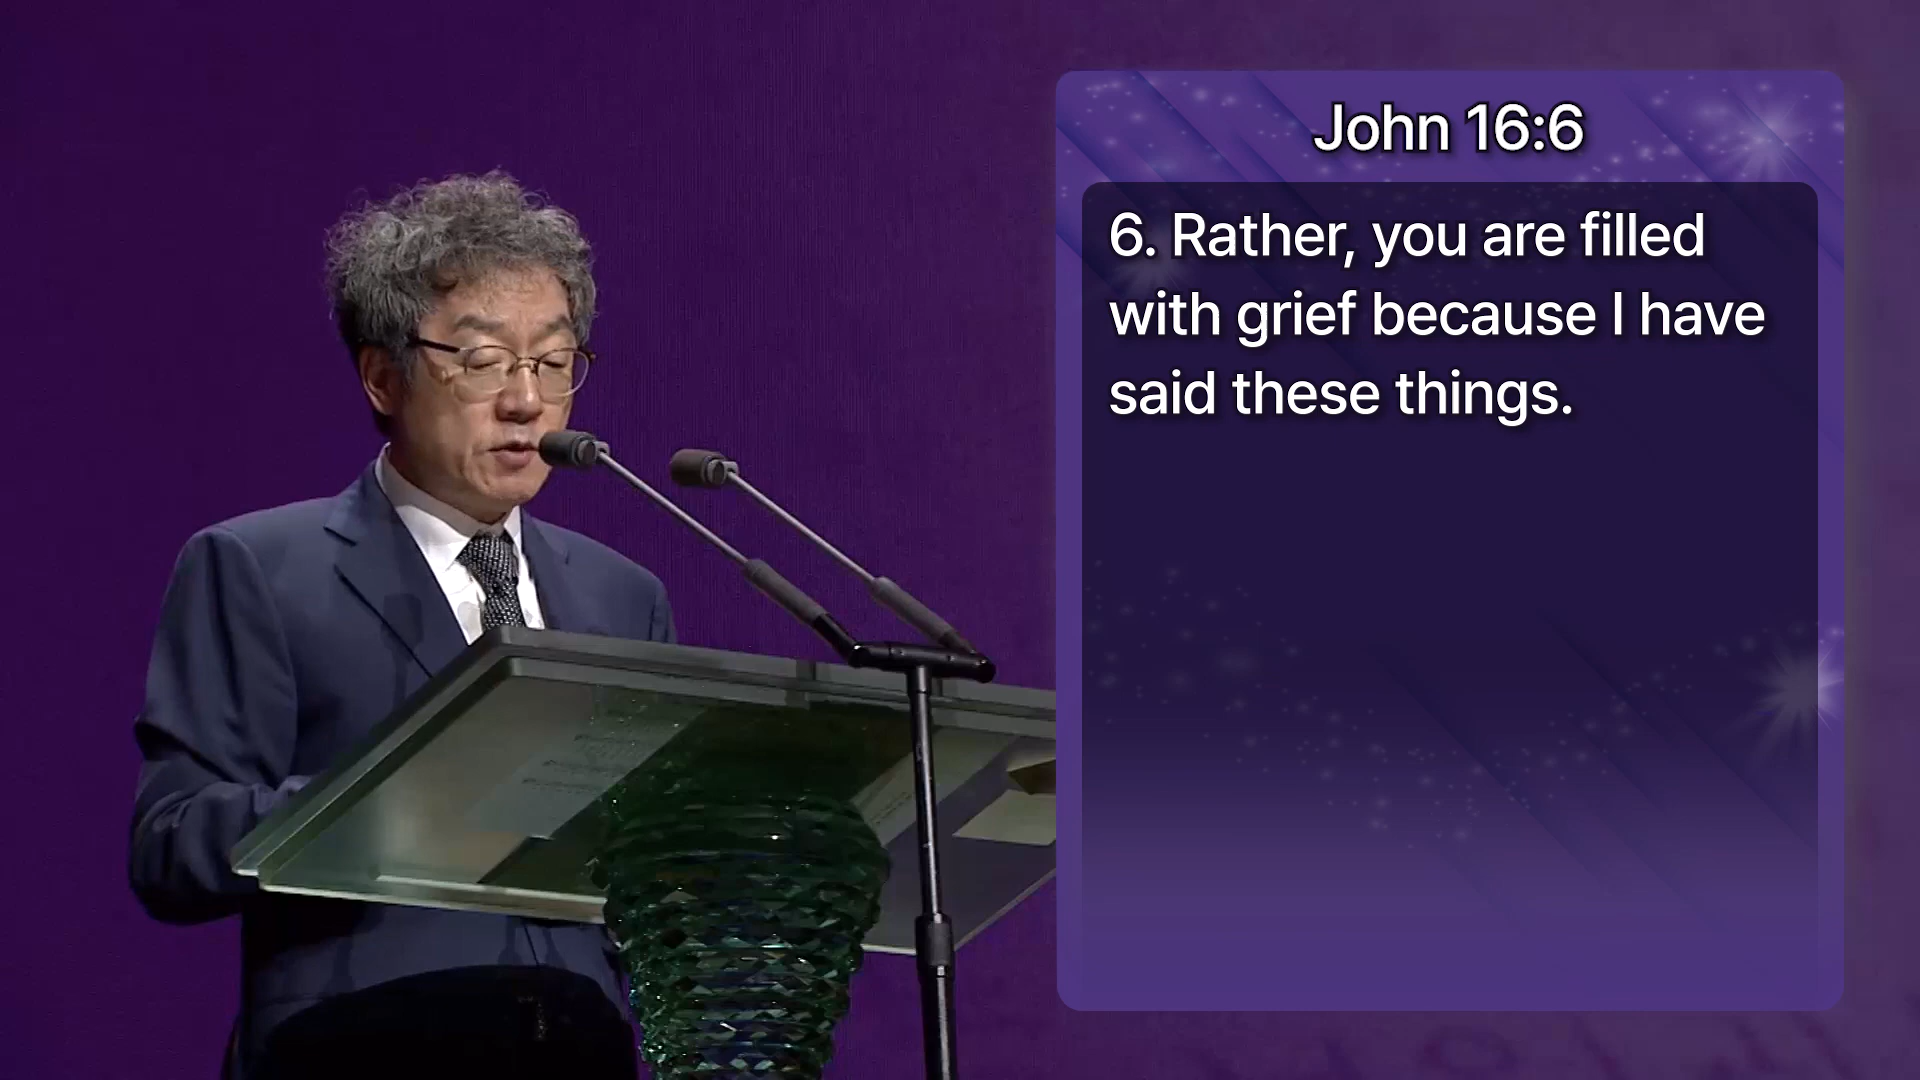 John 16:6
6. Rather, you are filled
with grief because I have
said these things.